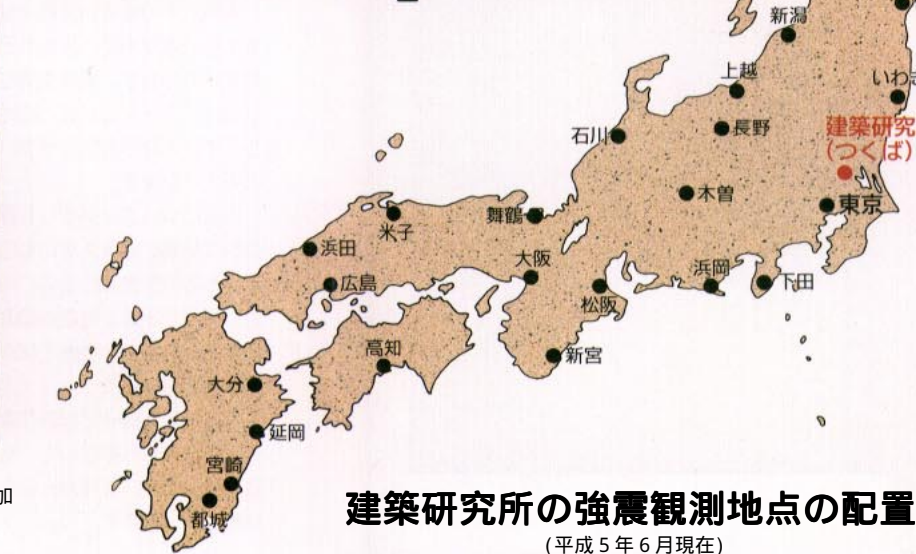 新潟
上越
いわき
長野
建築研究
(つくば)
石川
木曽
東京
舞鶴
米子
浜田
大阪
浜岡
下田
広島
松阪
高知
新宮
大分
延岡
宮崎
都城
加
建築研究所の強震観測地点の配置
(平成5年6月現在)